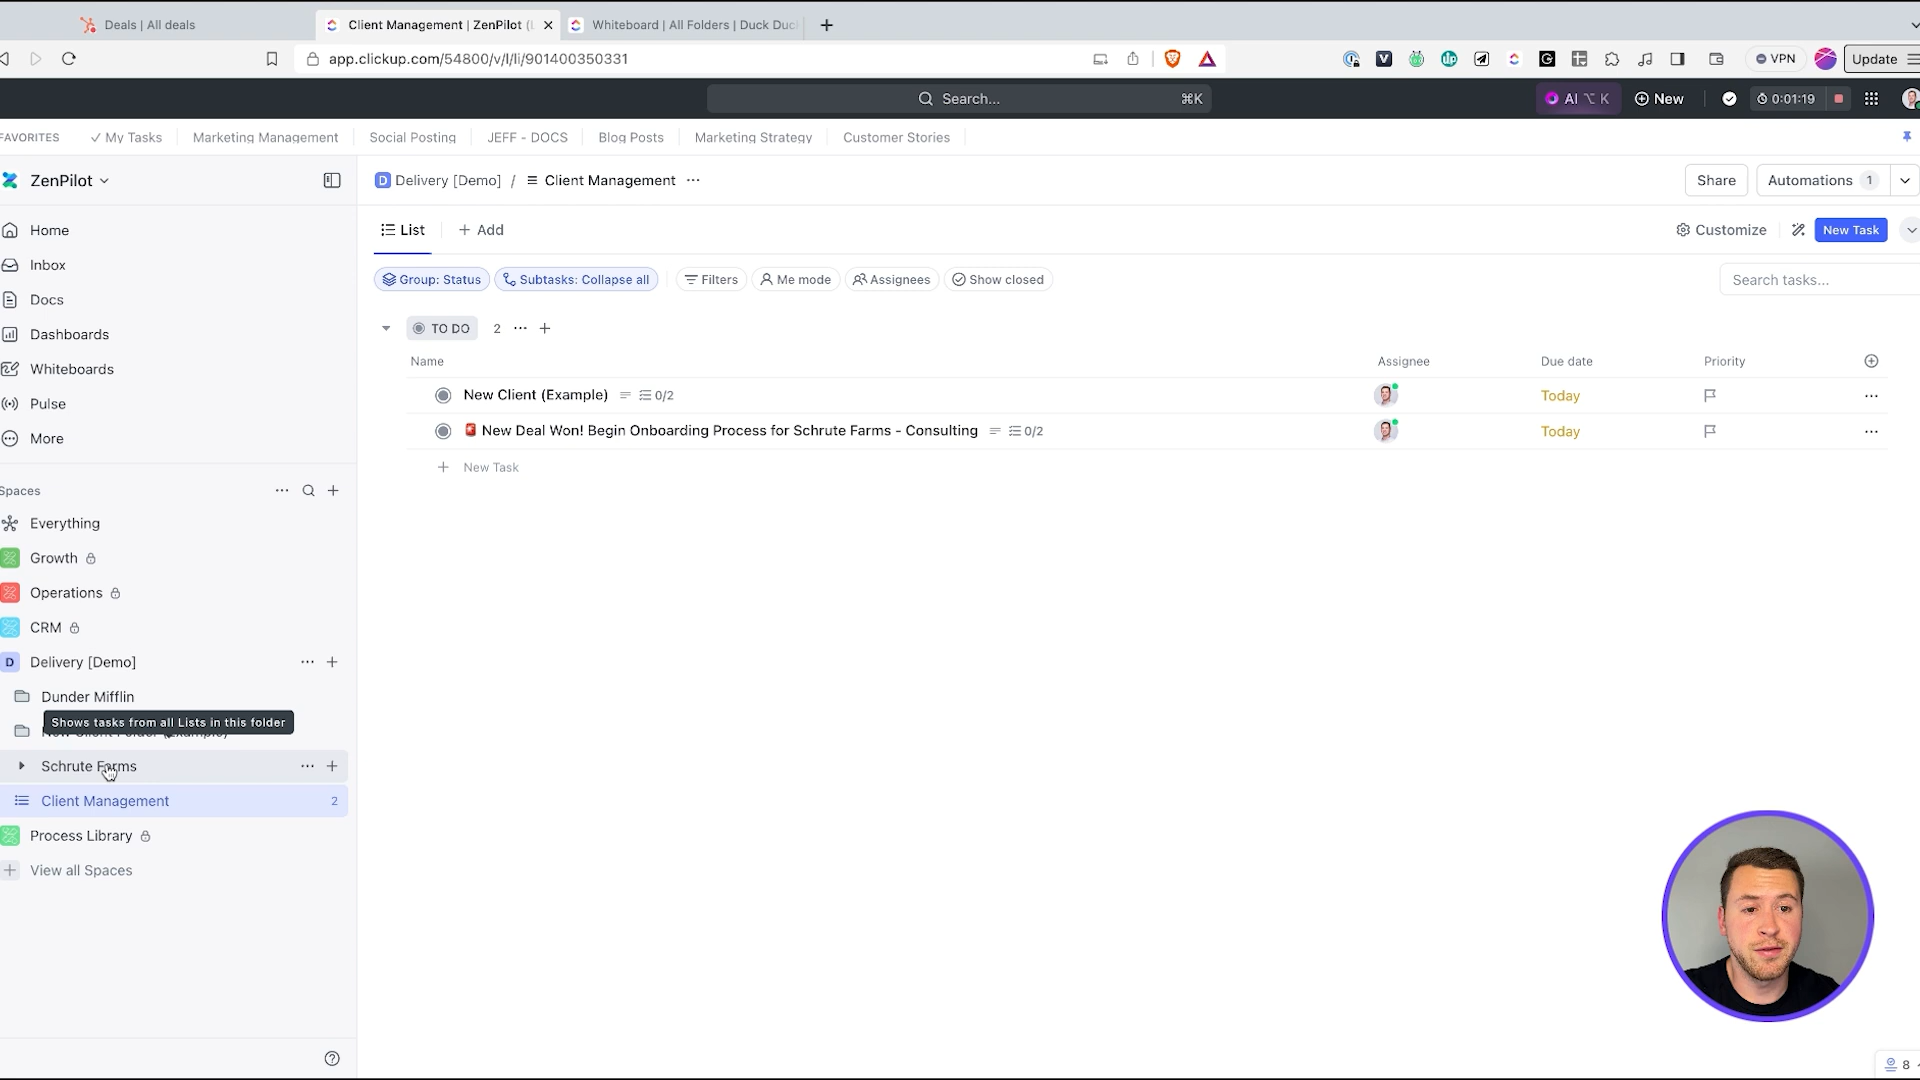 Deals | All deals
Client Management | ZenPilot (
Whiteboard | All Folders | Duck Duc
app.clickup.com/54800/v/l/li/901400350331
VPN
Update
Search...
⌘K
AI ⌥ K
New
0:01:19
FAVORITES
My Tasks
Marketing Management
Social Posting
JEFF - DOCS
Blog Posts
Marketing Strategy
Customer Stories
ZenPilot
Delivery [Demo] / Client Management
Share
Automations 1
Home
List
Add
Customize
New Task
Inbox
Group: Status
Subtasks: Collapse all
Filters
Me mode
Assignees
Show closed
Search tasks...
Docs
Dashboards
TO DO 2
Name
Assignee
Due date
Priority
Whiteboards
New Client (Example)
0/2
Today
Pulse
New Deal Won! Begin Onboarding Process for Schrute Farms - Consulting
0/2
Today
More
New Task
Spaces
Everything
Growth
Operations
CRM
D Delivery [Demo]
Dunder Mifflin
Shows tasks from all Lists in this folder
Schrute Farms
Client Management 2
Process Library
View all Spaces
8